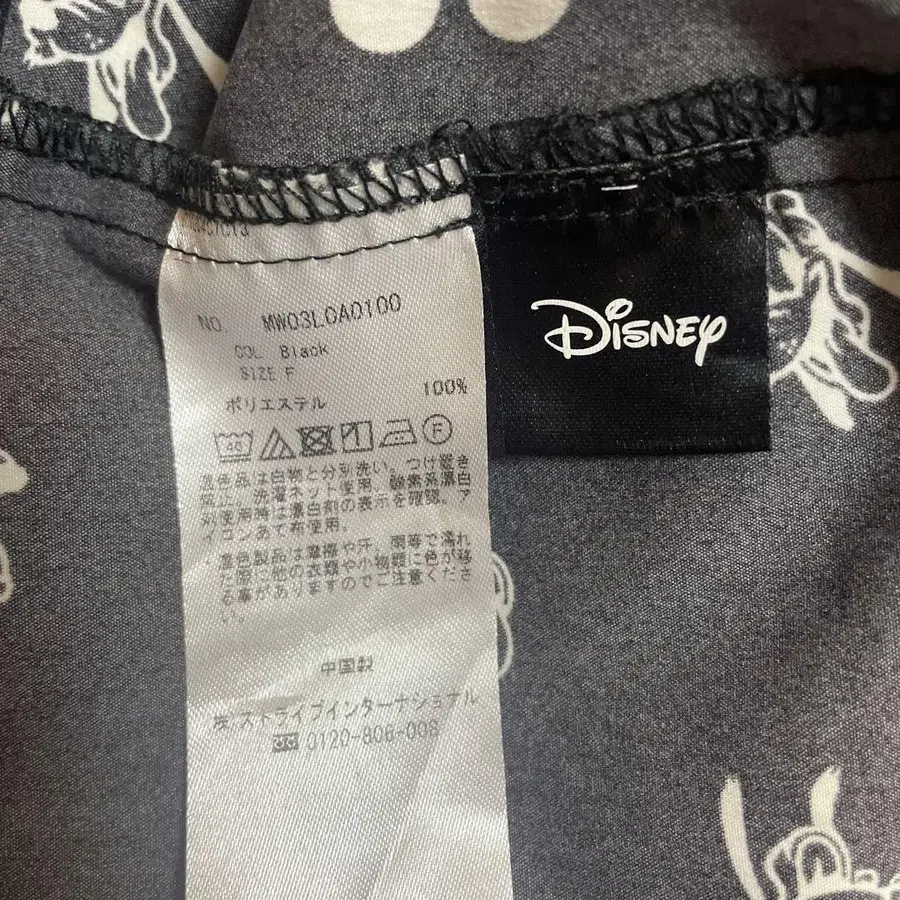 NO. MW03L0A0100
COL Black
SIZE F
ポリエステル 100%
40
F
濃色品は白物と分別洗い。つけ置き
禁止。洗濯ネット使用。酸素系漂白
剤使用時は漂白剤の表示を確認。ア
イロンあて布使用。
・濃色製品は摩擦や汗、雨等で濡れ
た際に他の衣類や小物類に色が移
る事がありますのでご注意くださ
い。
中国製
㈱ストライプインターナショナル
0120-806-008
Disney